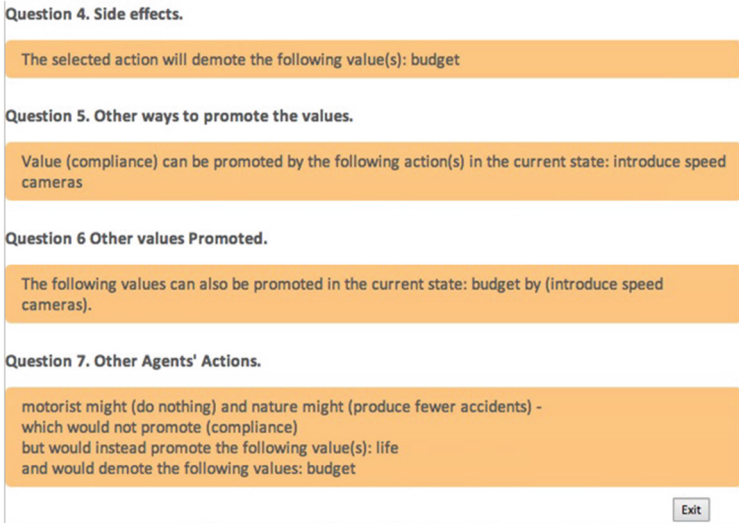 Question 4. Side effects.
The selected action will demote the following value(s): budget
Question 5. Other ways to promote the values.
Value (compliance) can be promoted by the following action(s) in the current state: introduce speed
cameras
Question 6 Other values Promoted.
The following values can also be promoted in the current state: budget by (introduce speed
cameras).
Question 7. Other Agents' Actions.
motorist might (do nothing) and nature might (produce fewer accidents) -
which would not promote (compliance)
but would instead promote the following value(s): life
and would demote the following values: budget
Exit